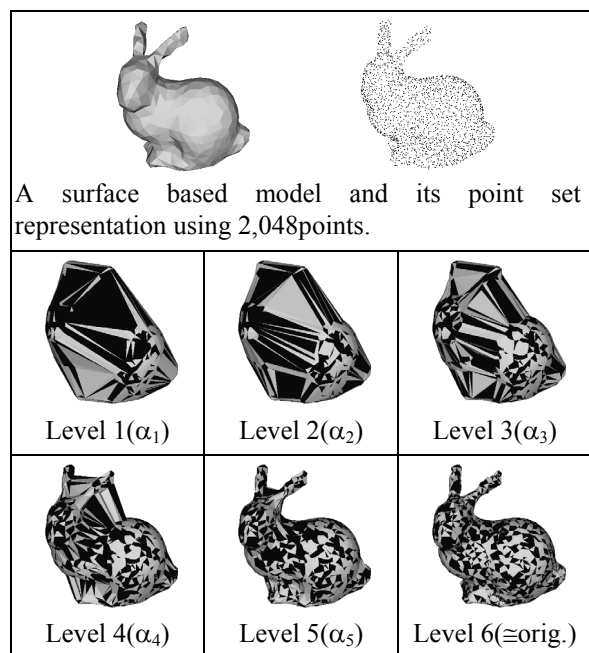 A surface based model and its point set
representation using 2,048points.
Level 1(α₁)
Level 2(α₂)
Level 3(α₃)
Level 4(α₄)
Level 5(α₅)
Level 6(≅orig.)